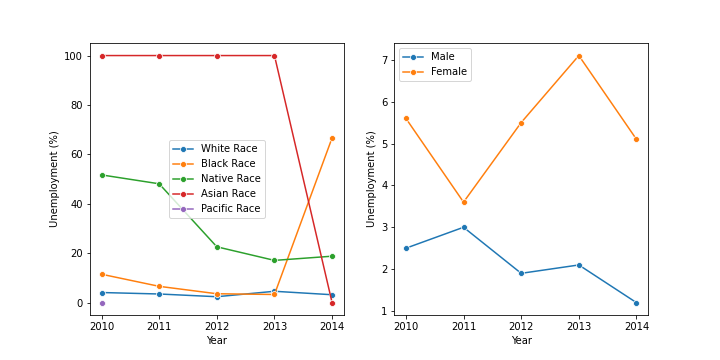 100
80
60
40
20
0
Unemployment (%)
White Race
Black Race
Native Race
Asian Race
Pacific Race
2010 2011 2012 2013 2014
Year
7
6
5
4
3
2
1
Unemployment (%)
Male
Female
2010 2011 2012 2013 2014
Year